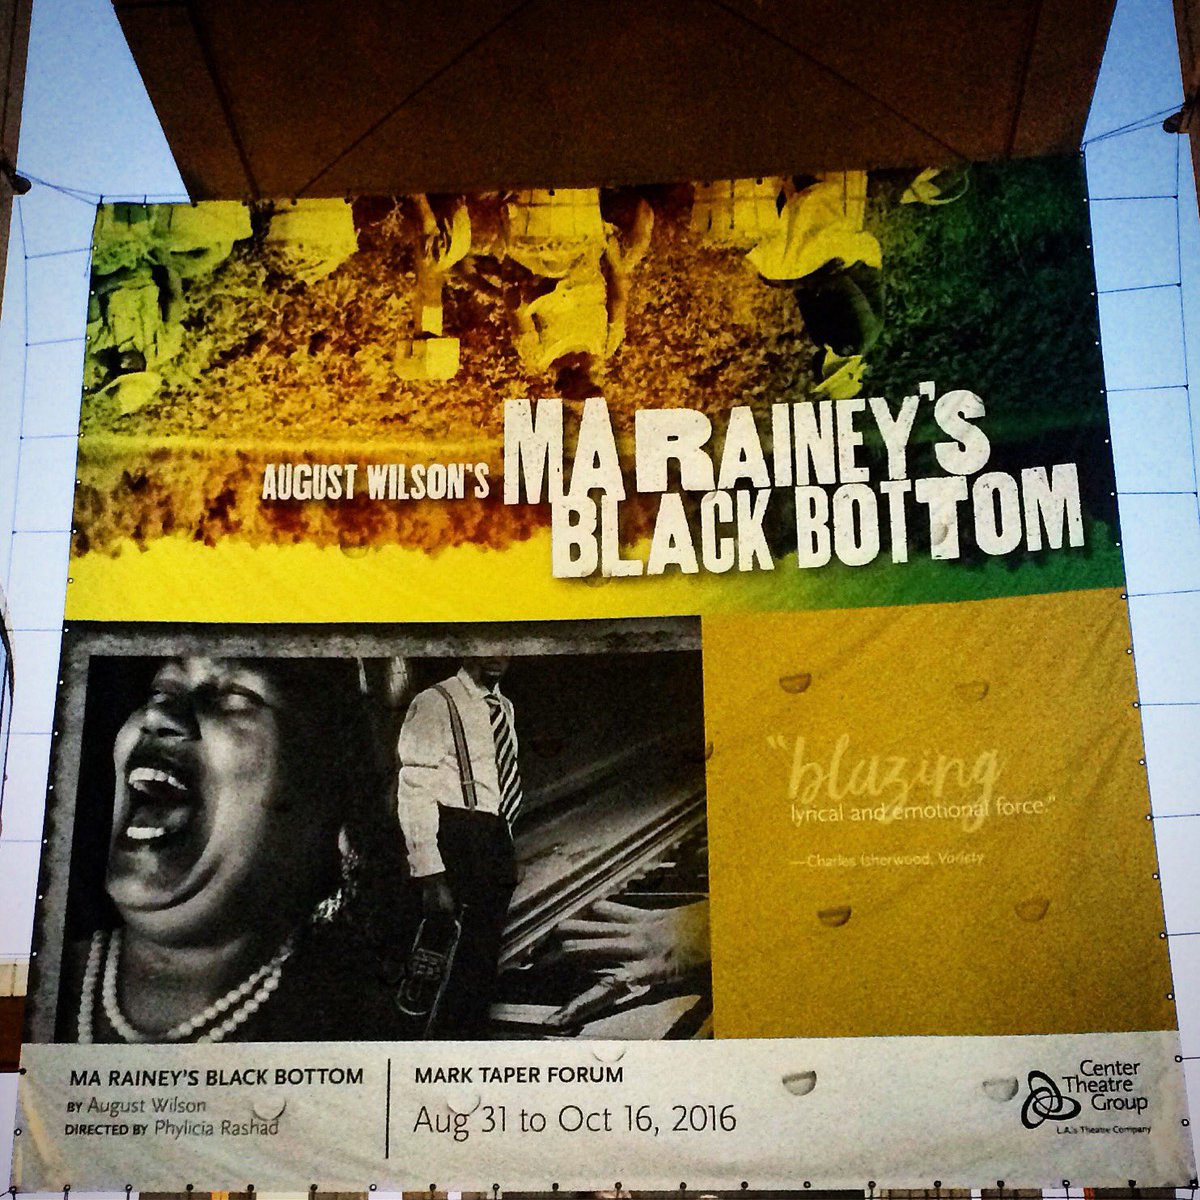 AUGUST WILSON'S MA RAINEY'S
BLACK BOTTOM
"blazing
lyrical and emotional force."
—Charles Isherwood, Variety
MA RAINEY'S BLACK BOTTOM
BY August Wilson
DIRECTED BY Phylicia Rashad
MARK TAPER FORUM
Aug 31 to Oct 16, 2016
Center
Theatre
Group
L.A.'s Theatre Company